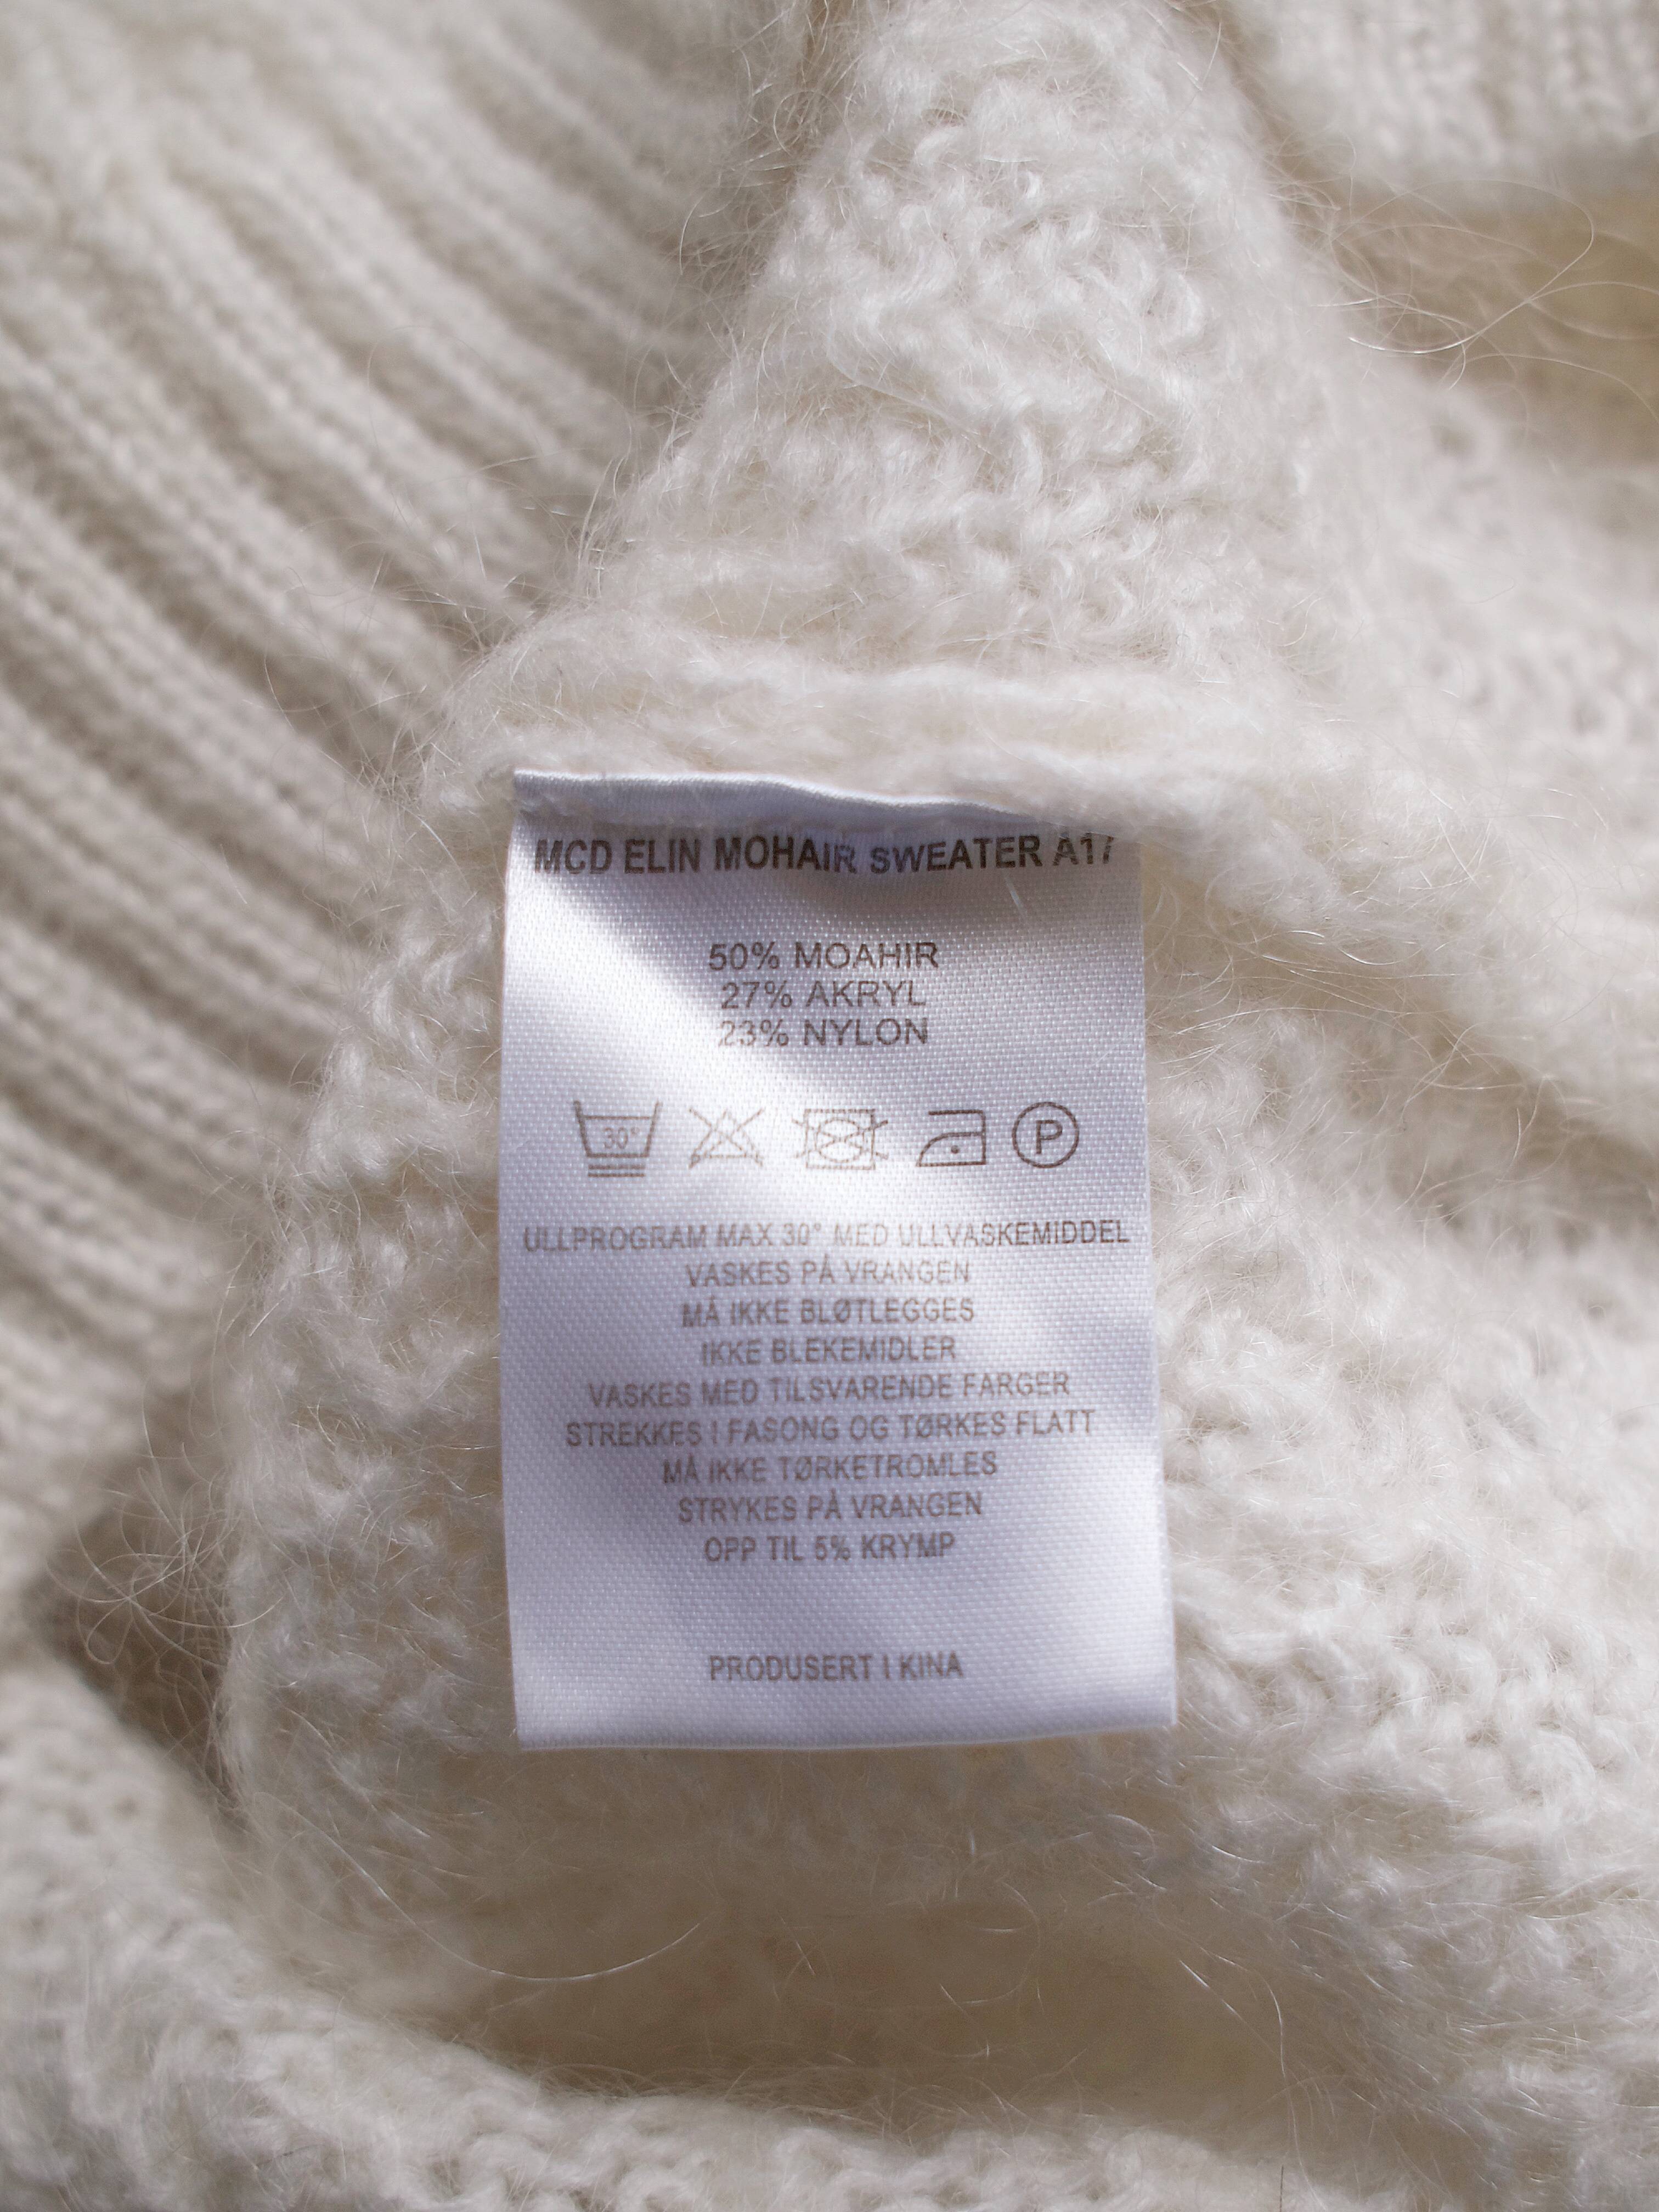 MCD ELIN MOHAIR SWEATER A17
50% MOAHIR
27% AKRYL
23% NYLON
30° P
ULLPROGRAM MAX 30° MED ULLVASKEMIDDEL
VASKES PÅ VRANGEN
MÅ IKKE BLØTLEGGES
IKKE BLEKEMIDLER
VASKES MED TILSVARENDE FARGER
STREKKES I FASONG OG TØRKES FLATT
MÅ IKKE TØRKETROMLES
STRYKES PÅ VRANGEN
OPP TIL 5% KRYMP
PRODUSERT I KINA